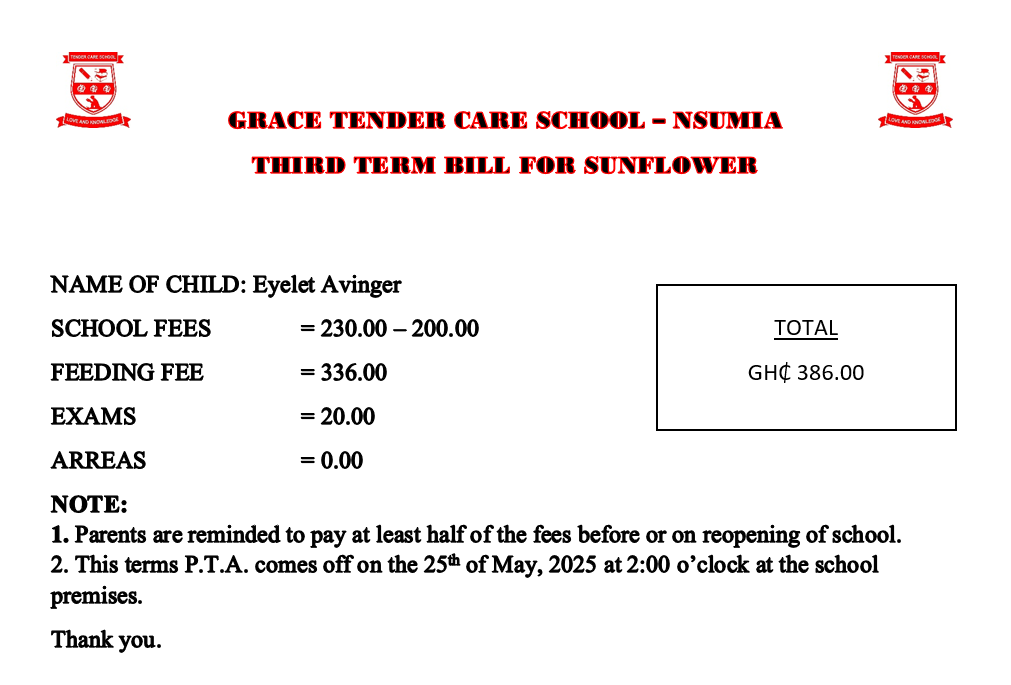 TENDER CARE SCHOOL
LOVE AND KNOWLEDGE
TENDER CARE SCHOOL
LOVE AND KNOWLEDGE
GRACE TENDER CARE SCHOOL – NSUMIA
THIRD TERM BILL FOR SUNFLOWER
NAME OF CHILD: Eyelet Avinger
SCHOOL FEES = 230.00 – 200.00
FEEDING FEE = 336.00
EXAMS = 20.00
ARREAS = 0.00
TOTAL
GH₵ 386.00
NOTE:
1. Parents are reminded to pay at least half of the fees before or on reopening of school.
2. This terms P.T.A. comes off on the 25th of May, 2025 at 2:00 o’clock at the school
premises.
Thank you.